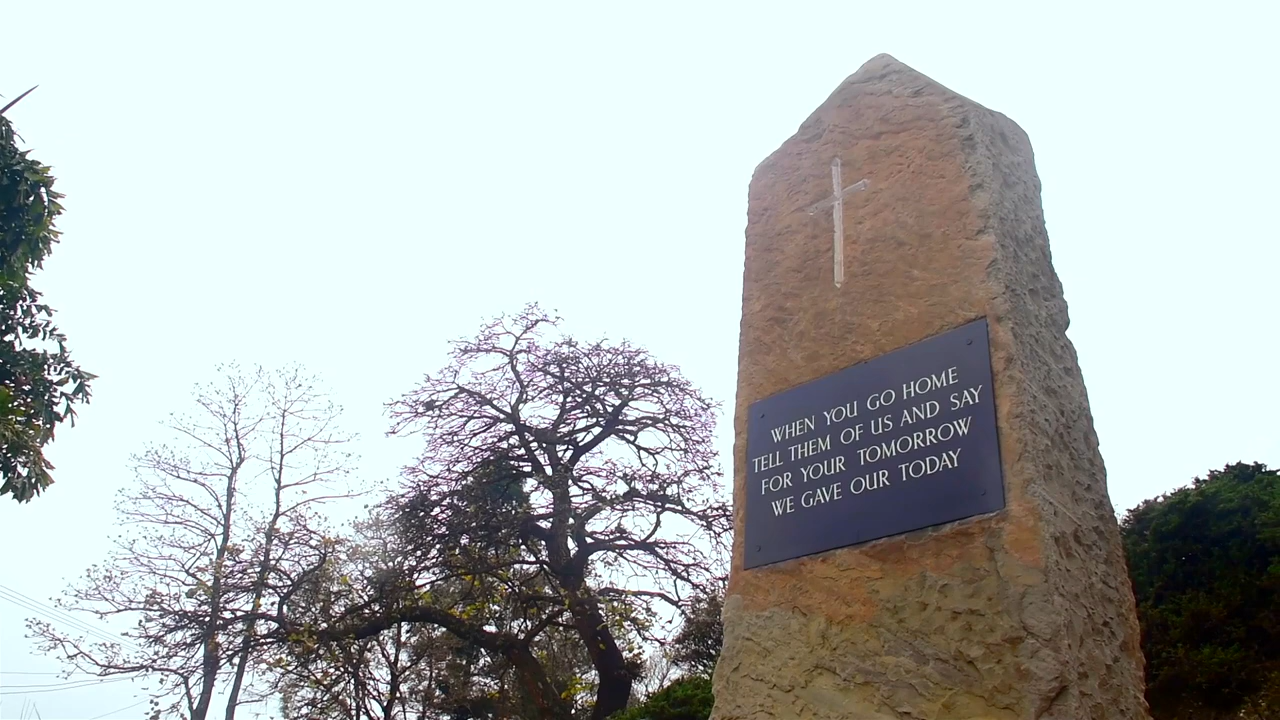 WHEN YOU GO HOME
TELL THEM OF US AND SAY
FOR YOUR TOMORROW
WE GAVE OUR TODAY